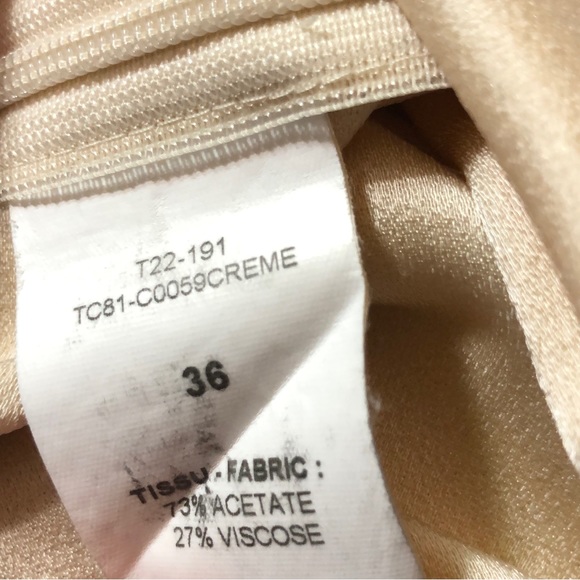 T22-191
TC81-C0059CREME
36
TISSU - FABRIC :
73% ACETATE
27% VISCOSE